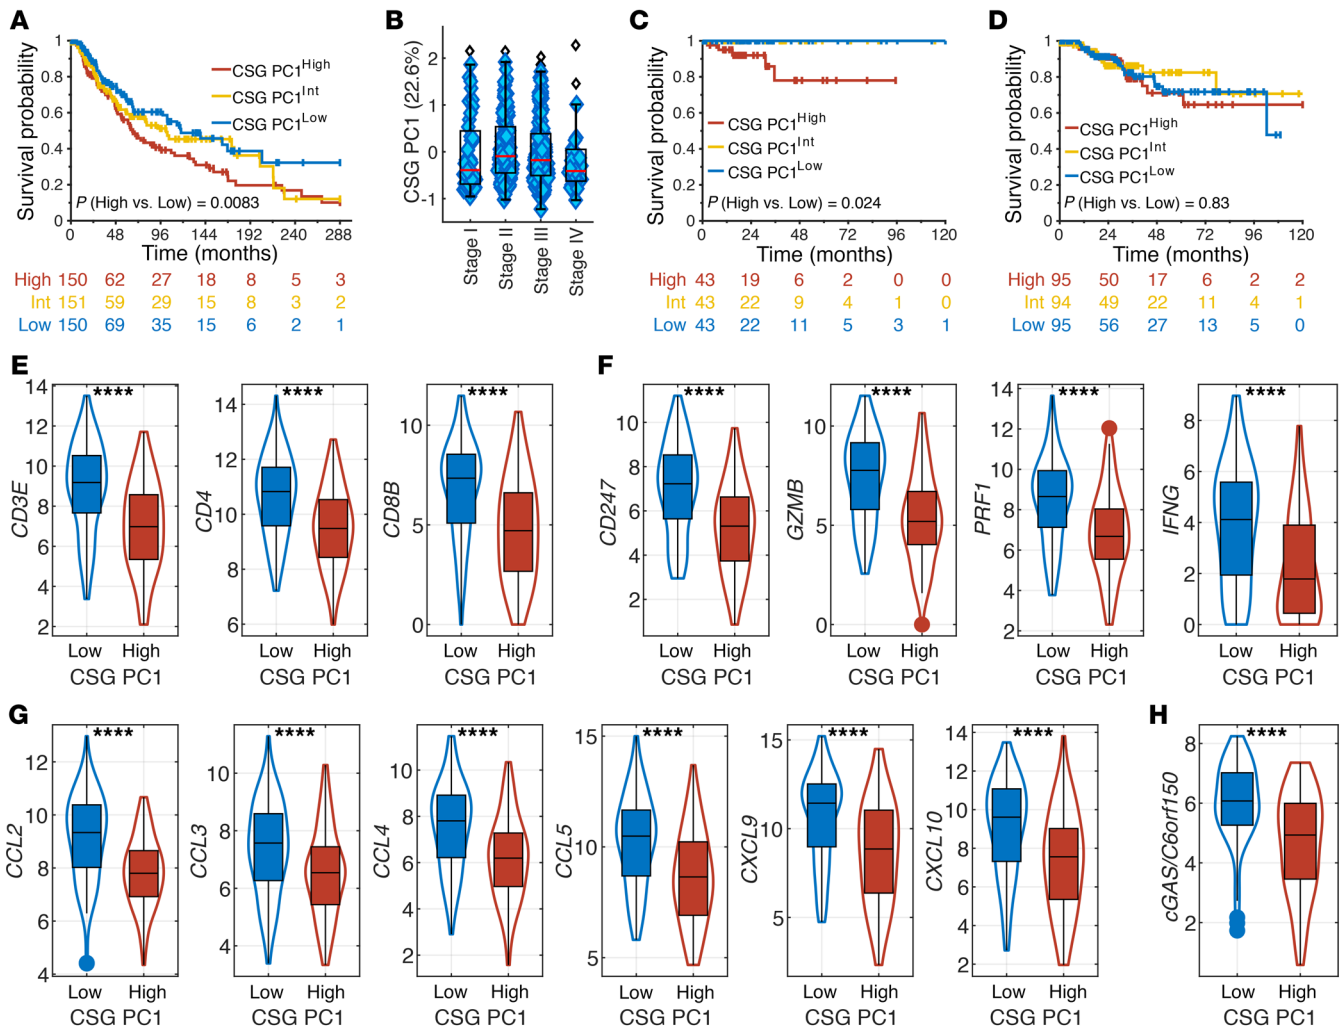 A
Survival probability
1
0.8
0.6
0.4
0.2
0
0 48 96 144 192 240 288
Time (months)
CSG PC1High
CSG PC1Int
CSG PC1Low
P (High vs. Low) = 0.0083
High 150 62 27 18 8 5 3
Int 151 59 29 15 8 3 2
Low 150 69 35 15 6 2 1
B
CSG PC1 (22.6%)
2
1
0
−1
Stage I
Stage II
Stage III
Stage IV
C
Survival probability
1
0.8
0.6
0.4
0.2
0
0 24 48 72 96 120
Time (months)
CSG PC1High
CSG PC1Int
CSG PC1Low
P (High vs. Low) = 0.024
High 43 19 6 2 0 0
Int 43 22 9 4 1 0
Low 43 22 11 5 3 1
D
Survival probability
1
0.8
0.6
0.4
0.2
0
0 24 48 72 96 120
Time (months)
CSG PC1High
CSG PC1Int
CSG PC1Low
P (High vs. Low) = 0.83
High 95 50 17 6 2 2
Int 94 49 22 11 4 1
Low 95 56 27 13 5 0
E
CD3E
14
12
10
8
6
4
2
****
Low High
CSG PC1
CD4
14
12
10
8
6
****
Low High
CSG PC1
CD8B
10
5
0
****
Low High
CSG PC1
F
CD247
10
8
6
4
2
****
Low High
CSG PC1
GZMB
10
5
0
****
Low High
CSG PC1
PRF1
14
12
10
8
6
4
2
****
Low High
CSG PC1
IFNG
8
6
4
2
0
****
Low High
CSG PC1
G
CCL2
12
10
8
6
4
****
Low High
CSG PC1
CCL3
10
8
6
4
****
Low High
CSG PC1
CCL4
10
8
6
4
2
****
Low High
CSG PC1
CCL5
15
10
5
****
Low High
CSG PC1
CXCL9
15
10
5
****
Low High
CSG PC1
CXCL10
14
12
10
8
6
4
2
****
Low High
CSG PC1
H
cGAS/C6orf150
8
6
4
2
****
Low High
CSG PC1